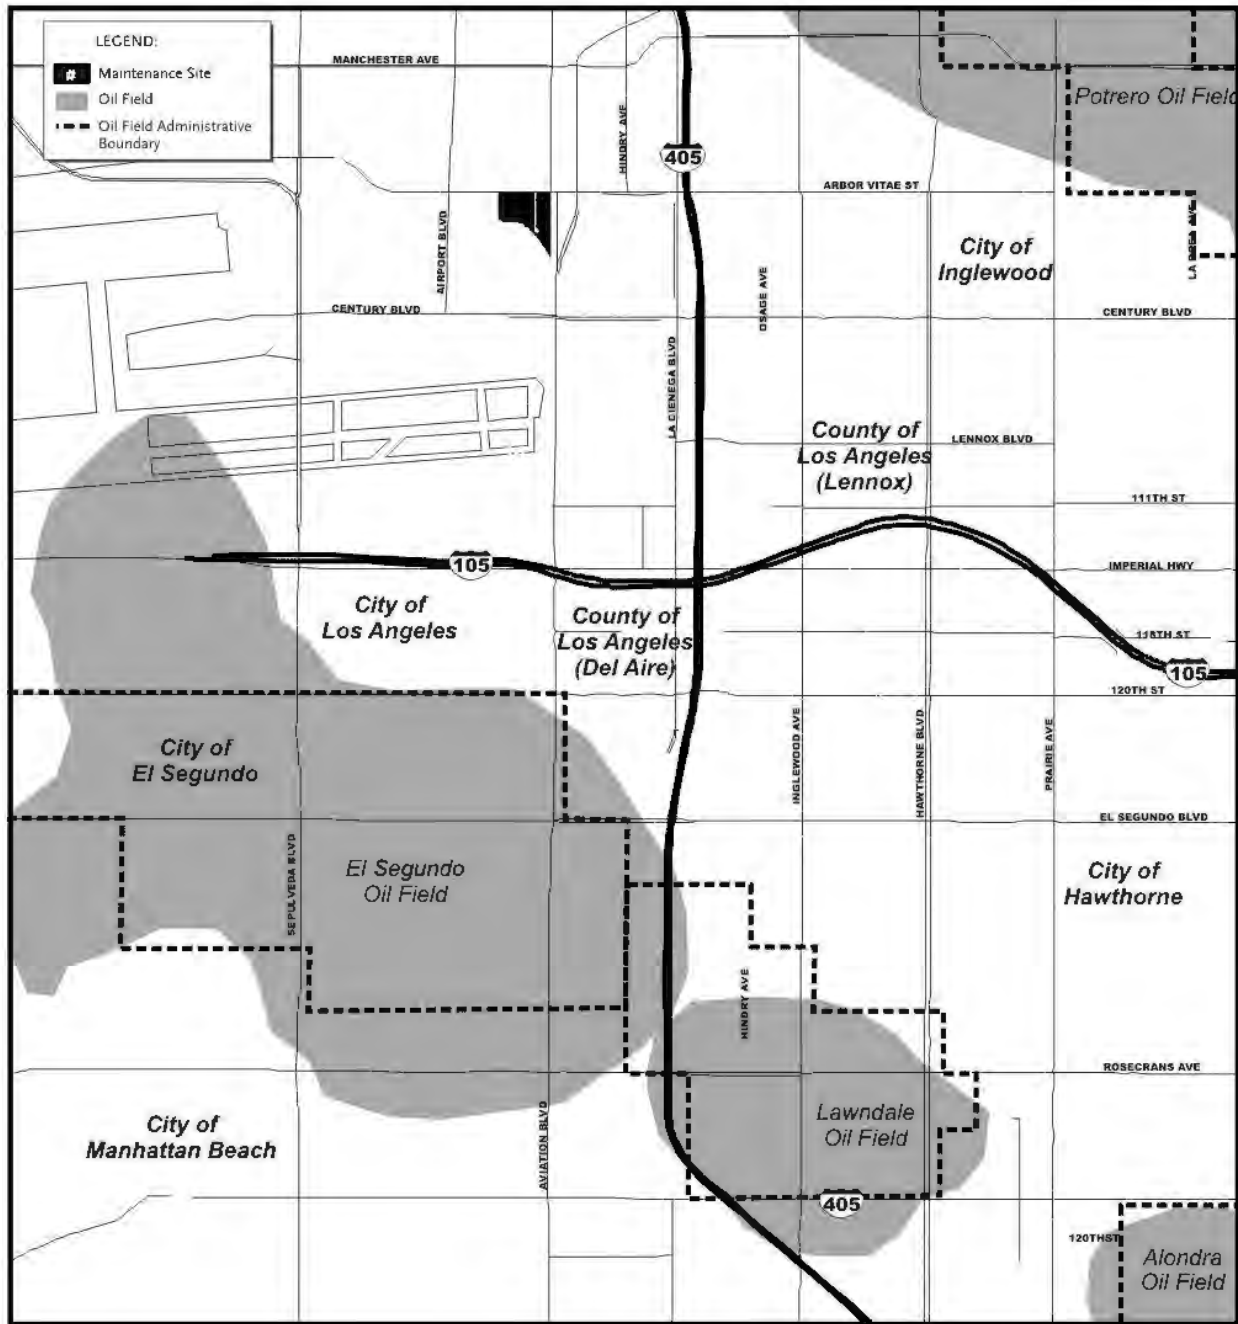 LEGEND:
# Maintenance Site
Oil Field
Oil Field Administrative
Boundary
MANCHESTER AVE
HINDRY AVE
405
Potrero Oil Field
ARBOR VITAE ST
AIRPORT BLVD
LA BREA AVE
City of
Inglewood
OSAGE AVE
CENTURY BLVD
CENTURY BLVD
LA CIENEGA BLVD
County of
Los Angeles
(Lennox)
LENNOX BLVD
111TH ST
105
IMPERIAL HWY
City of
Los Angeles
County of
Los Angeles
(Del Aire)
118TH ST
105
120TH ST
City of
El Segundo
INGLEWOOD AVE
HAWTHORNE BLVD
PRAIRIE AVE
EL SEGUNDO BLVD
SEPULVEDA BLVD
El Segundo
Oil Field
City of
Hawthorne
HINDRY AVE
ROSECRANS AVE
City of
Manhattan Beach
AVIATION BLVD
Lawndale
Oil Field
405
120THST
Alondra
Oil Field